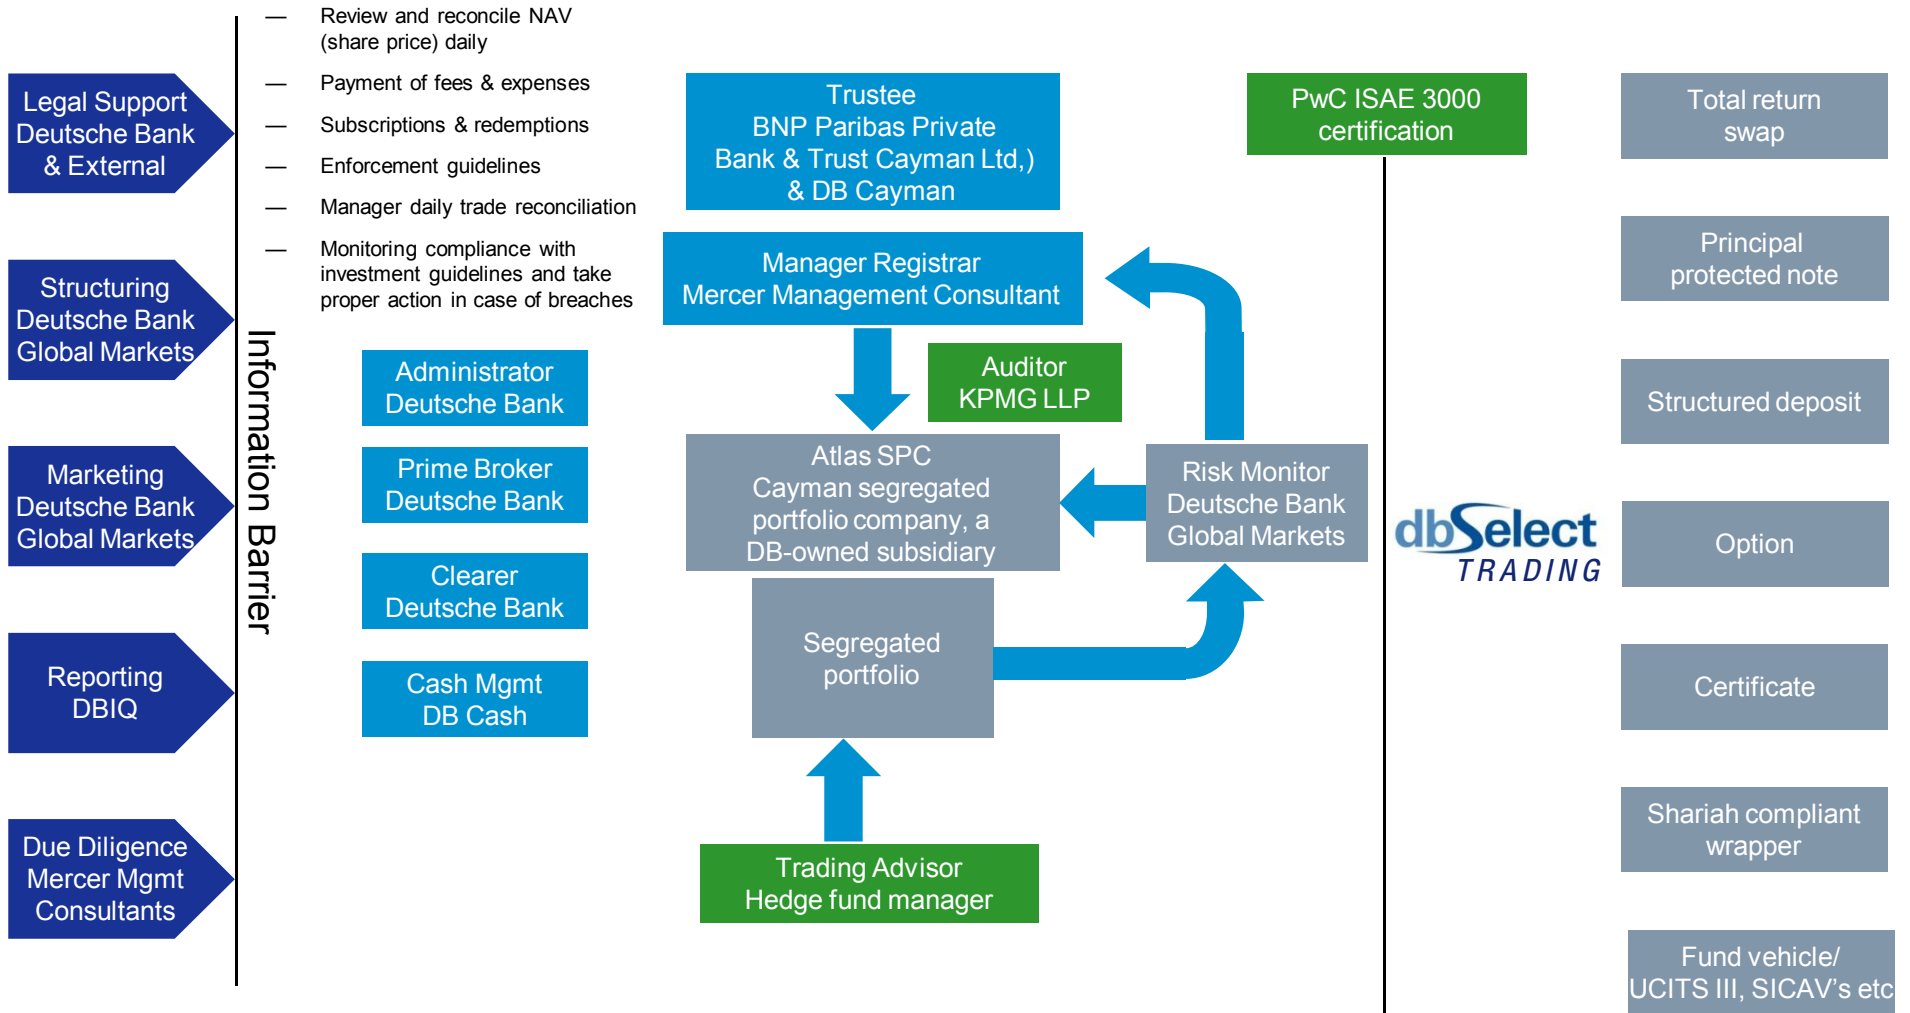 Legal Support
Deutsche Bank
& External
Structuring
Deutsche Bank
Global Markets
Marketing
Deutsche Bank
Global Markets
Reporting
DBIQ
Due Diligence
Mercer Mgmt
Consultants
Information Barrier
— Review and reconcile NAV
(share price) daily
— Payment of fees & expenses
— Subscriptions & redemptions
— Enforcement guidelines
— Manager daily trade reconciliation
— Monitoring compliance with
investment guidelines and take
proper action in case of breaches
Administrator
Deutsche Bank
Prime Broker
Deutsche Bank
Clearer
Deutsche Bank
Cash Mgmt
DB Cash
Trustee
BNP Paribas Private
Bank & Trust Cayman Ltd,)
& DB Cayman
Manager Registrar
Mercer Management Consultant
Auditor
KPMG LLP
Atlas SPC
Cayman segregated
portfolio company, a
DB-owned subsidiary
Segregated
portfolio
Trading Advisor
Hedge fund manager
Risk Monitor
Deutsche Bank
Global Markets
PwC ISAE 3000
certification
dbSelect
TRADING
Total return
swap
Principal
protected note
Structured deposit
Option
Certificate
Shariah compliant
wrapper
Fund vehicle/
UCITS III, SICAV’s etc